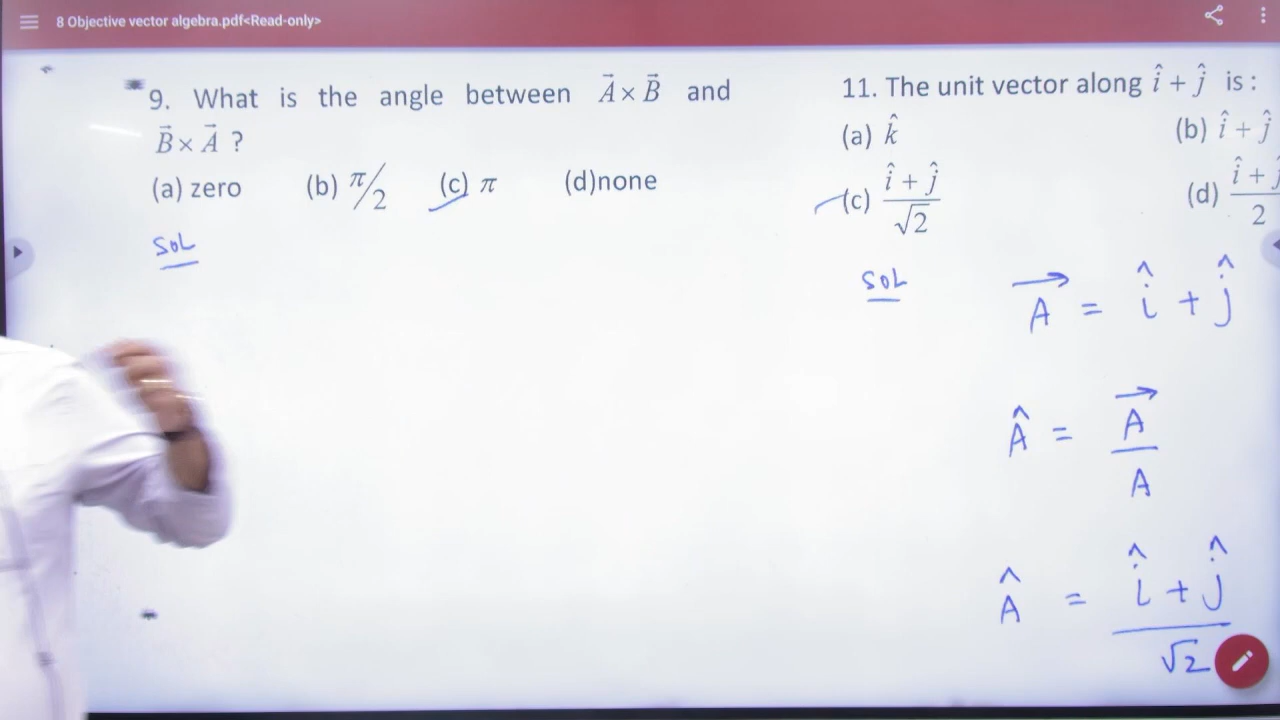 8 Objective vector algebra.pdf<Read-only>
9. What is the angle between A⃗ × B⃗ and
B⃗ × A⃗ ?
(a) zero (b) π/2 (c) π (d)none
SOL
11. The unit vector along î + ĵ is :
(a) k̂ (b) î + ĵ
(c) (î + ĵ)/√2 (d) (î + ĵ)/2
SOL
A⃗ = î + ĵ
Â = A⃗/A
Â = (î + ĵ)/√2